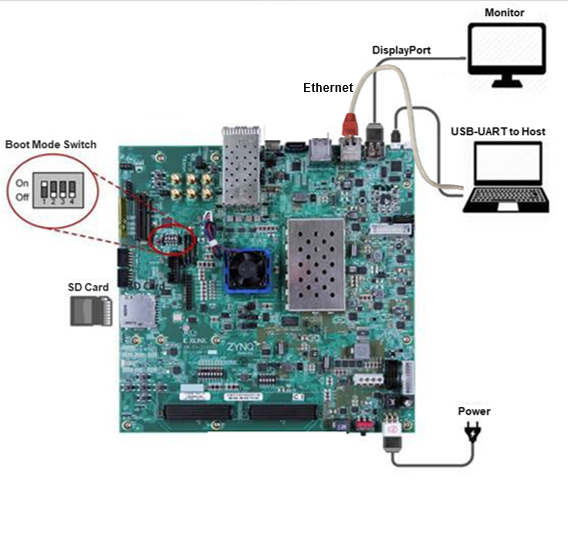 Monitor
DisplayPort
Ethernet
Boot Mode Switch
USB-UART to Host
On
Off
1 2 3 4
SD Card
SD Card
XILINX
ZYNQ
Power